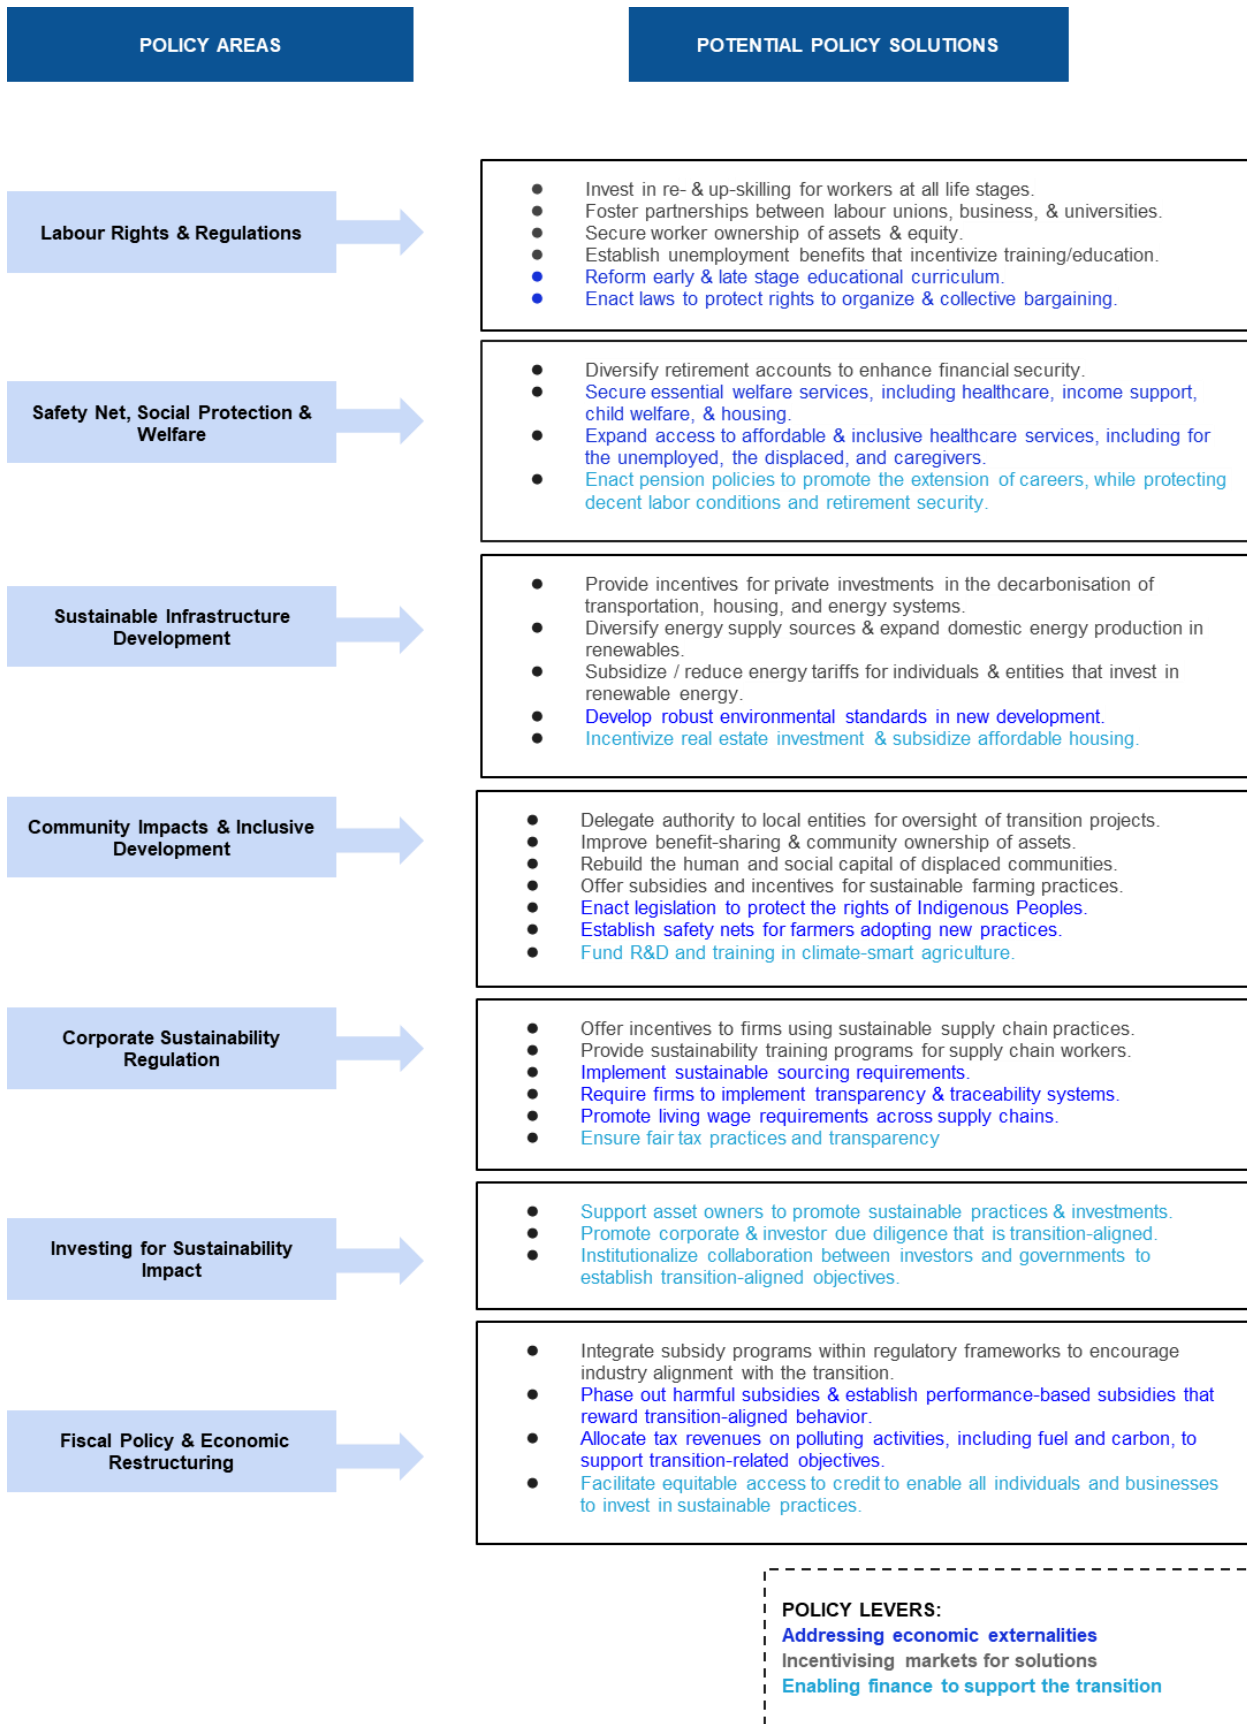 POLICY AREAS
POTENTIAL POLICY SOLUTIONS
Labour Rights & Regulations
● Invest in re- & up-skilling for workers at all life stages.
● Foster partnerships between labour unions, business, & universities.
● Secure worker ownership of assets & equity.
● Establish unemployment benefits that incentivize training/education.
● Reform early & late stage educational curriculum.
● Enact laws to protect rights to organize & collective bargaining.
Safety Net, Social Protection &
Welfare
● Diversify retirement accounts to enhance financial security.
● Secure essential welfare services, including healthcare, income support,
child welfare, & housing.
● Expand access to affordable & inclusive healthcare services, including for
the unemployed, the displaced, and caregivers.
● Enact pension policies to promote the extension of careers, while protecting
decent labor conditions and retirement security.
Sustainable Infrastructure
Development
● Provide incentives for private investments in the decarbonisation of
transportation, housing, and energy systems.
● Diversify energy supply sources & expand domestic energy production in
renewables.
● Subsidize / reduce energy tariffs for individuals & entities that invest in
renewable energy.
● Develop robust environmental standards in new development.
● Incentivize real estate investment & subsidize affordable housing.
Community Impacts & Inclusive
Development
● Delegate authority to local entities for oversight of transition projects.
● Improve benefit-sharing & community ownership of assets.
● Rebuild the human and social capital of displaced communities.
● Offer subsidies and incentives for sustainable farming practices.
● Enact legislation to protect the rights of Indigenous Peoples.
● Establish safety nets for farmers adopting new practices.
● Fund R&D and training in climate-smart agriculture.
Corporate Sustainability
Regulation
● Offer incentives to firms using sustainable supply chain practices.
● Provide sustainability training programs for supply chain workers.
● Implement sustainable sourcing requirements.
● Require firms to implement transparency & traceability systems.
● Promote living wage requirements across supply chains.
● Ensure fair tax practices and transparency
Investing for Sustainability
Impact
● Support asset owners to promote sustainable practices & investments.
● Promote corporate & investor due diligence that is transition-aligned.
● Institutionalize collaboration between investors and governments to
establish transition-aligned objectives.
Fiscal Policy & Economic
Restructuring
● Integrate subsidy programs within regulatory frameworks to encourage
industry alignment with the transition.
● Phase out harmful subsidies & establish performance-based subsidies that
reward transition-aligned behavior.
● Allocate tax revenues on polluting activities, including fuel and carbon, to
support transition-related objectives.
● Facilitate equitable access to credit to enable all individuals and businesses
to invest in sustainable practices.
POLICY LEVERS:
Addressing economic externalities
Incentivising markets for solutions
Enabling finance to support the transition